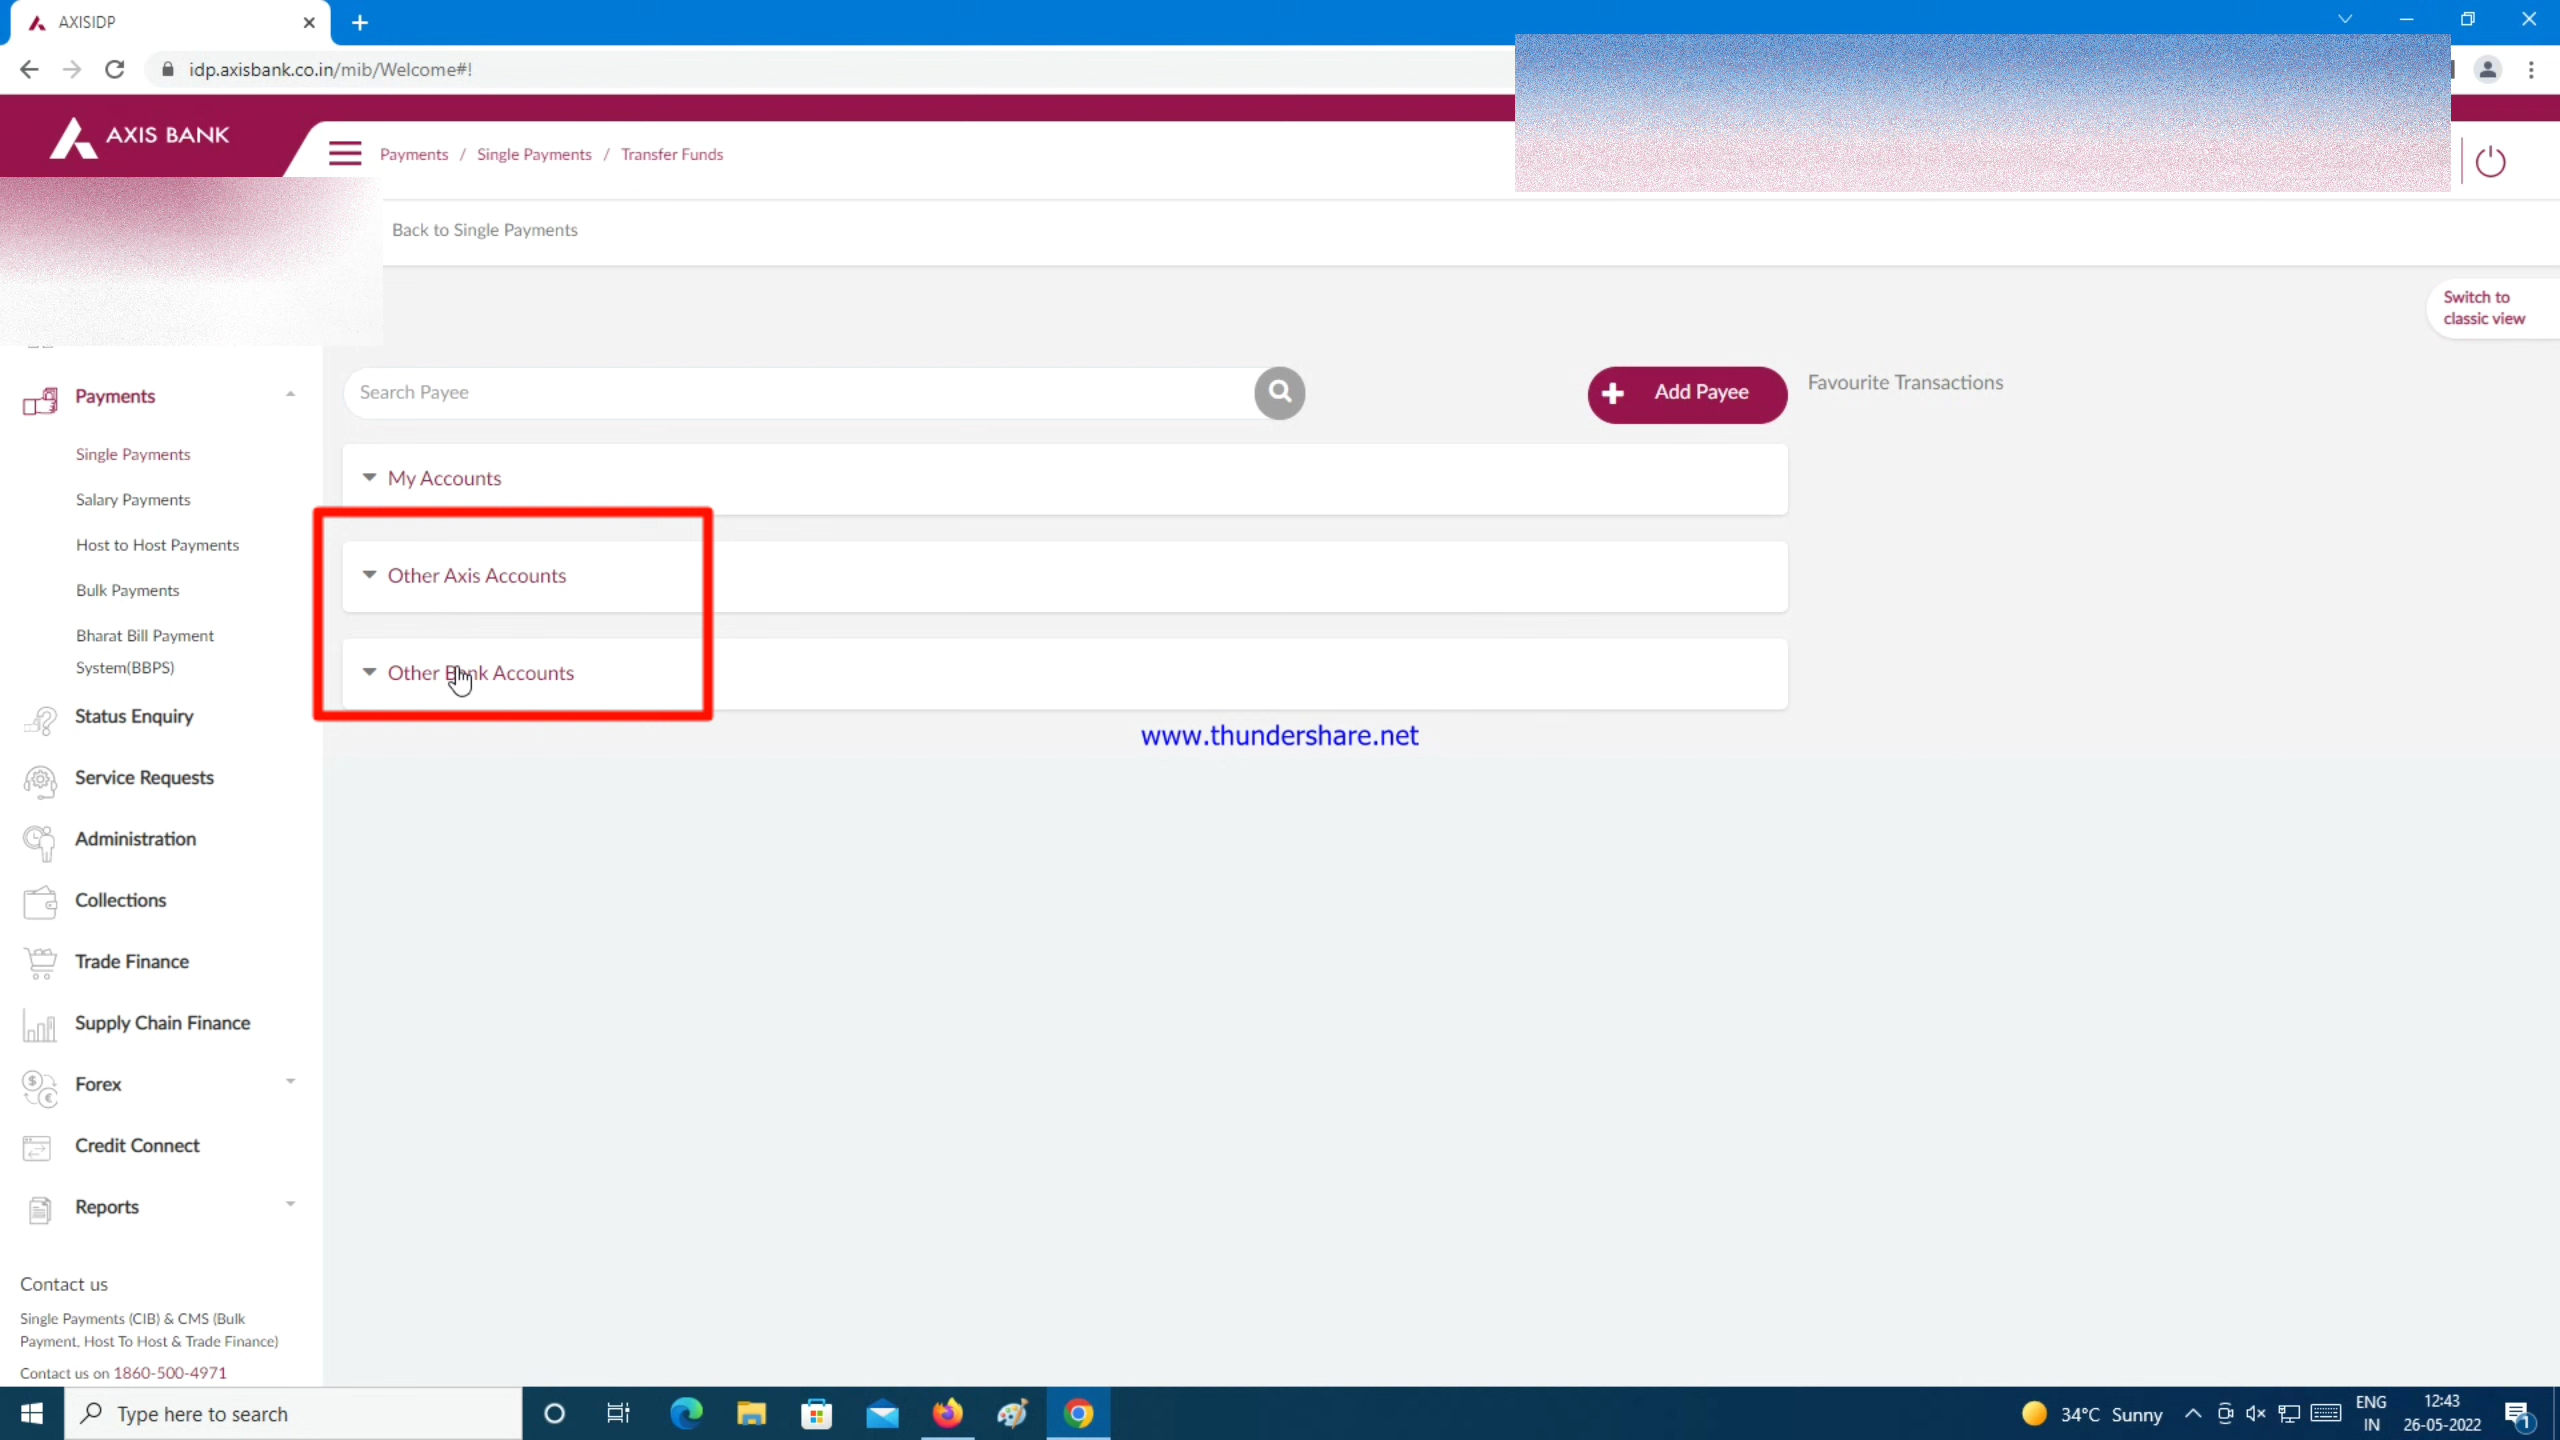 AXISIDP
idp.axisbank.co.in/mib/Welcome#!
AXIS BANK
Payments / Single Payments / Transfer Funds
Back to Single Payments
Switch to
classic view
Payments
Search Payee
Add Payee
Favourite Transactions
Single Payments
My Accounts
Salary Payments
Host to Host Payments
Other Axis Accounts
Bulk Payments
Bharat Bill Payment
System(BBPS)
Other Bank Accounts
Status Enquiry
www.thundershare.net
Service Requests
Administration
Collections
Trade Finance
Supply Chain Finance
Forex
Credit Connect
Reports
Contact us
Single Payments (CIB) & CMS (Bulk
Payment, Host To Host & Trade Finance)
Contact us on 1860-500-4971
Type here to search
34°C Sunny
ENG
IN
12:43
26-05-2022
1